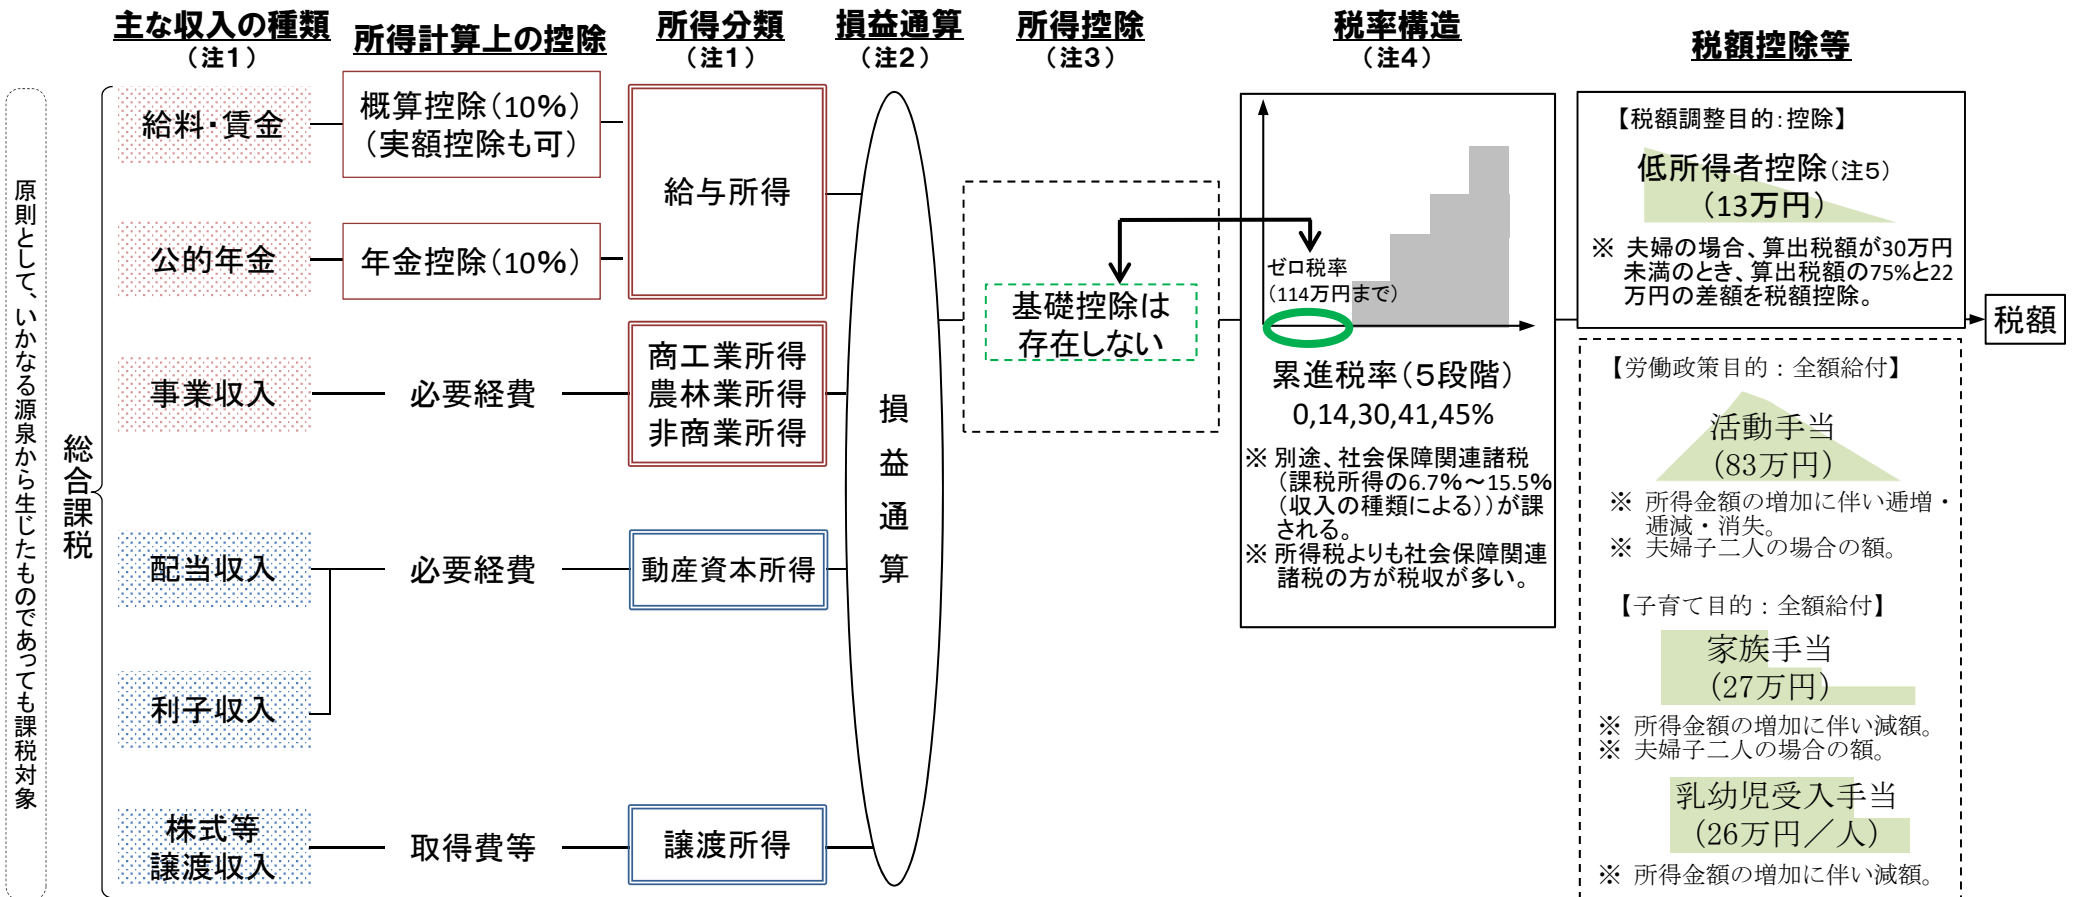 主な収入の種類
（注１）
所得計算上の控除
所得分類
（注１）
損益通算
（注２）
所得控除
（注３）
税率構造
（注４）
税額控除等
原則として、いかなる源泉から生じたものであっても課税対象
総合課税
給料・賃金
概算控除（10％）
（実額控除も可）
給与所得
公的年金
年金控除（10％）
事業収入
必要経費
商工業所得
農林業所得
非商業所得
配当収入
必要経費
動産資本所得
利子収入
株式等
譲渡収入
取得費等
譲渡所得
損益通算
基礎控除は
存在しない
ゼロ税率
（114万円まで）
累進税率（５段階）
0,14,30,41,45%
※ 別途、社会保障関連諸税
（課税所得の6.7％～15.5％
（収入の種類による））が課
される。
※ 所得税よりも社会保障関連
諸税の方が税収が多い。
【税額調整目的：控除】
低所得者控除（注５）
（13万円）
※ 夫婦の場合、算出税額が30万円
未満のとき、算出税額の75%と22
万円の差額を税額控除。
税額
【労働政策目的：全額給付】
活動手当
（83万円）
※ 所得金額の増加に伴い逓増・
逓減・消失。
※ 夫婦子二人の場合の額。
【子育て目的：全額給付】
家族手当
（27万円）
※ 所得金額の増加に伴い減額。
※ 夫婦子二人の場合の額。
乳幼児受入手当
（26万円／人）
※ 所得金額の増加に伴い減額。